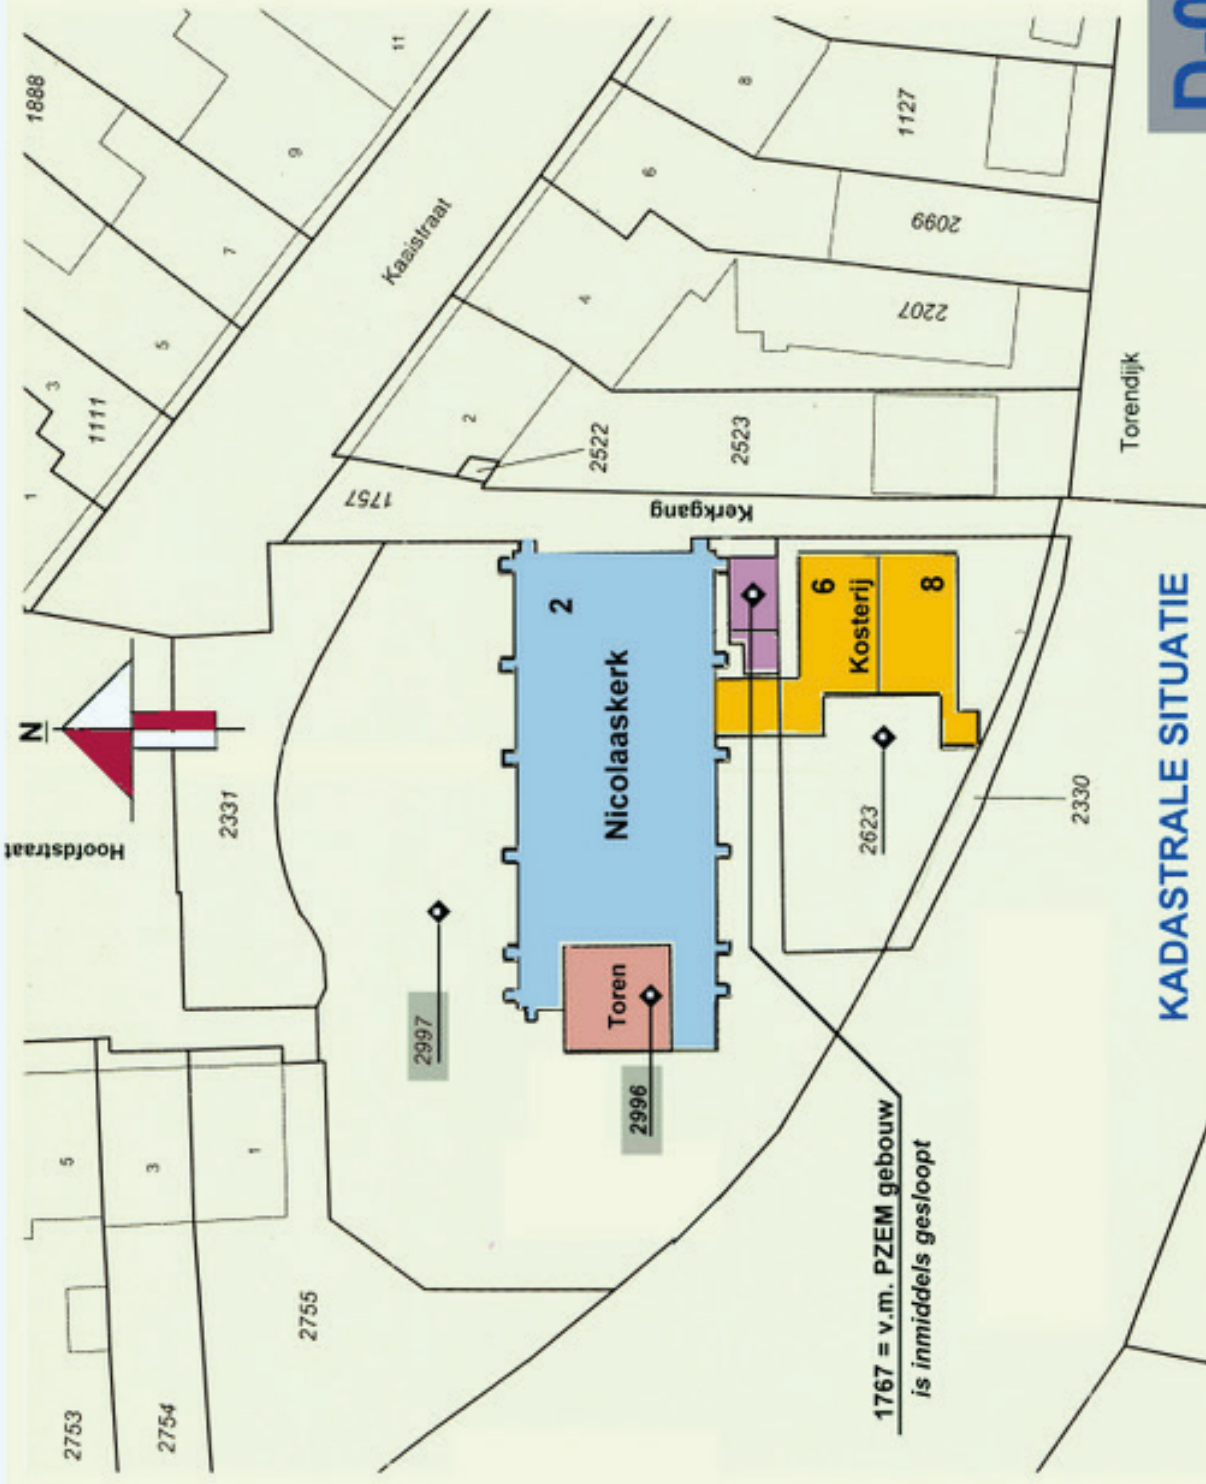 1888
11
9
7
5
3
1111
1
N
Hoofdstraat
2331
5
3
1
2753
2754
2755
Kaaistraat
8
6
4
2
1127
2099
2207
2522
2523
1757
Kerkgang
Torendijk
2
Nicolaaskerk
Toren
2997
2996
6
Kosterij
8
2623
2330
1767 = v.m. PZEM gebouw
is inmiddels gesloopt
KADASTRALE SITUATIE